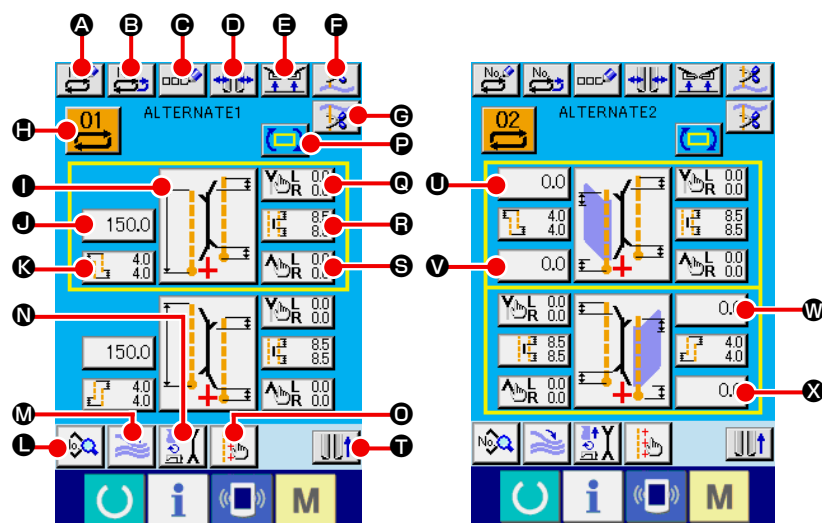 A B C D E F
No. No.
H 01 ALTERNATE1 G
P
I Y L 0.0 Q
R 0.0
J 150.0 8.5 R
8.5
K 4.0 L 0.0 S
4.0 R 0.0
N Y L 0.0
R 0.0
150.0 8.5
8.5
4.0 L 0.0
4.0 R 0.0
M O
L No. T
i M
No. No.
02 ALTERNATE2
U 0.0 Y L 0.0
R 0.0
4.0 8.5
4.0 8.5
V 0.0 L 0.0
R 0.0
Y L 0.0 0.0 W
R 0.0
8.5 4.0
8.5 4.0
L 0.0 0.0 X
R 0.0
No.
i M